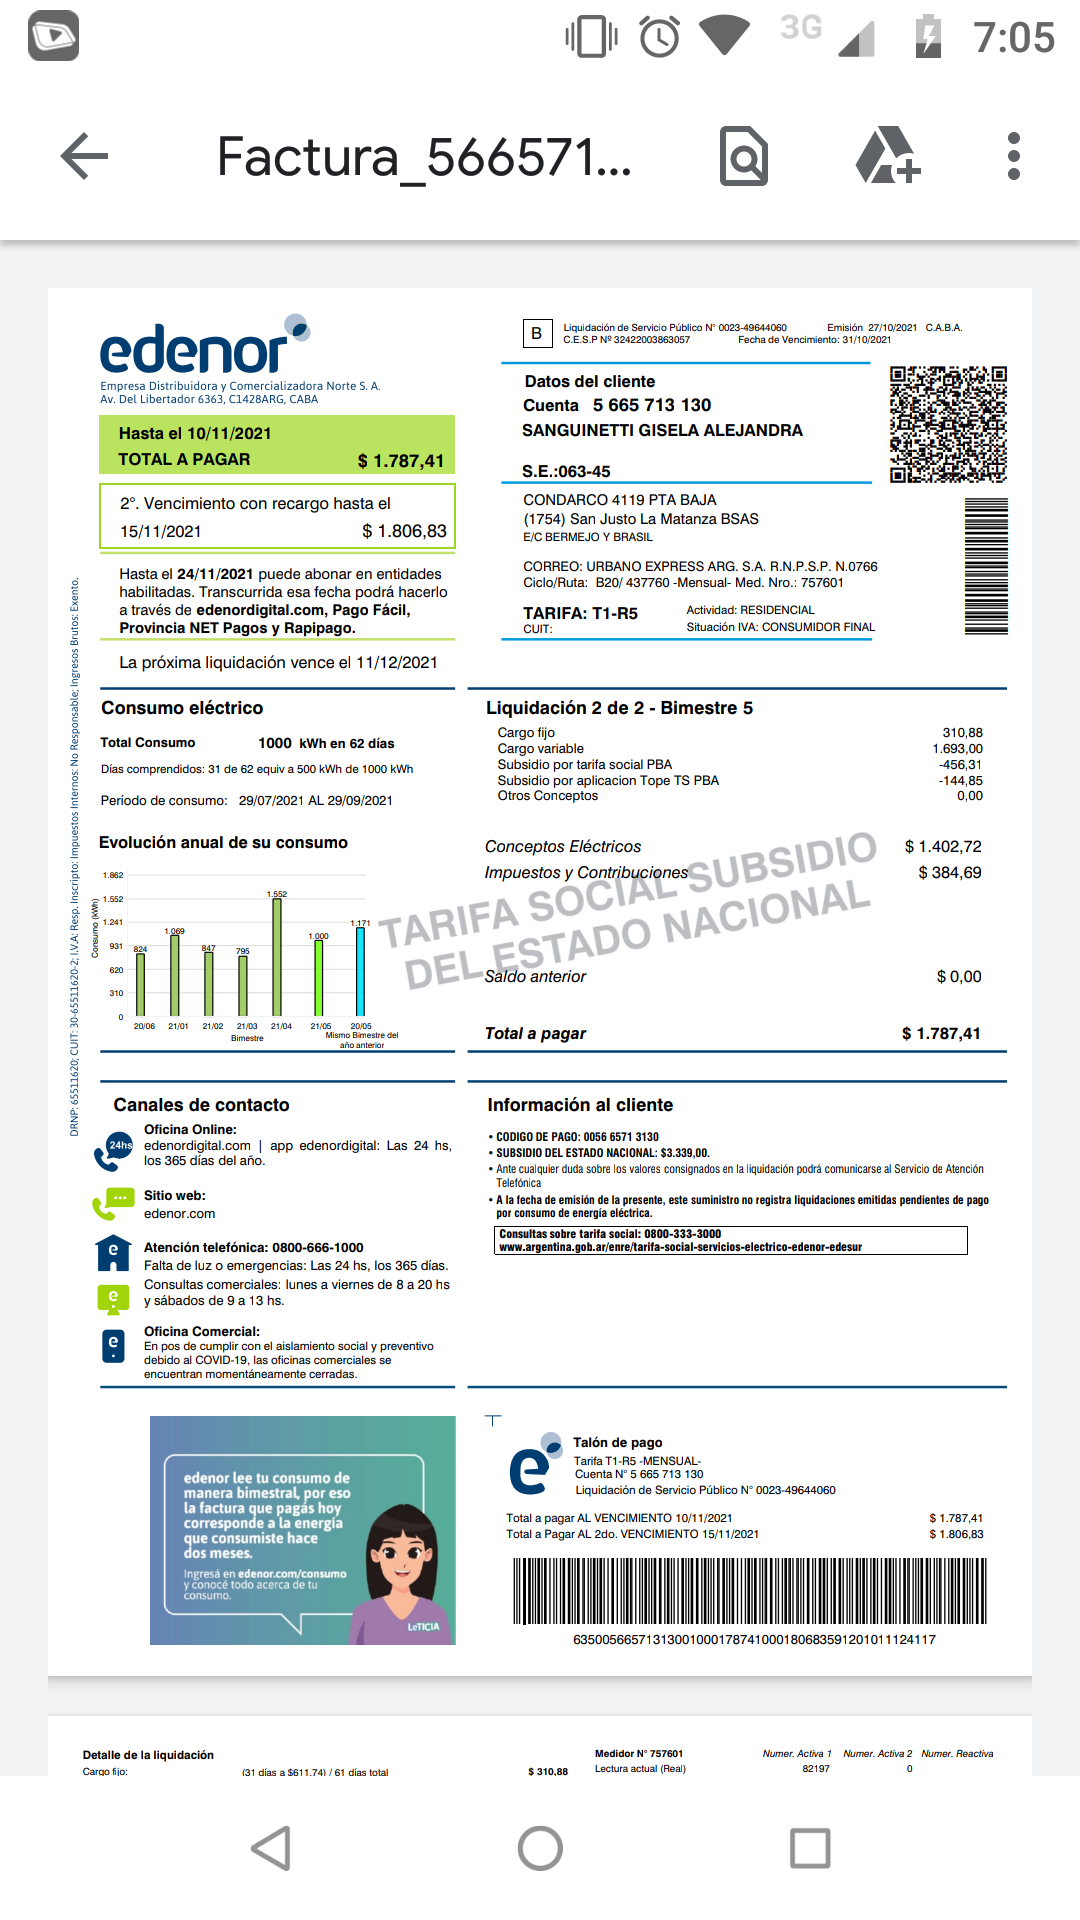 3G 7:05
Factura_566571...
edenor
Empresa Distribuidora y Comercializadora Norte S. A.
Av. Del Libertador 6363, C1428ARG, CABA
Hasta el 10/11/2021
TOTAL A PAGAR $ 1.787,41
2°. Vencimiento con recargo hasta el
15/11/2021 $ 1.806,83
Hasta el 24/11/2021 puede abonar en entidades
habilitadas. Transcurrida esa fecha podrá hacerlo
a través de edenordigital.com, Pago Fácil,
Provincia NET Pagos y Rapipago.
La próxima liquidación vence el 11/12/2021
B
Liquidación de Servicio Público N° 0023-49644060 Emisión 27/10/2021 C.A.B.A.
C.E.S.P Nº 32422003863057 Fecha de Vencimiento: 31/10/2021
Datos del cliente
Cuenta 5 665 713 130
SANGUINETTI GISELA ALEJANDRA
S.E.:063-45
CONDARCO 4119 PTA BAJA
(1754) San Justo La Matanza BSAS
E/C BERMEJO Y BRASIL
CORREO: URBANO EXPRESS ARG. S.A. R.N.P.S.P. N.0766
Ciclo/Ruta: B20/ 437760 -Mensual- Med. Nro.: 757601
TARIFA: T1-R5 Actividad: RESIDENCIAL
CUIT: Situación IVA: CONSUMIDOR FINAL
DRNP: 65511620; CUIT: 30-65511620-2; I.V.A: Resp. Inscripto: Impuestos Internos: No Responsable; Ingresos Brutos: Exento.
Consumo eléctrico
Total Consumo 1000 kWh en 62 días
Días comprendidos: 31 de 62 equiv a 500 kWh de 1000 kWh
Período de consumo: 29/07/2021 AL 29/09/2021
Evolución anual de su consumo
Consumo (kWh)
1.862
1.552
1.241
931
620
310
0
824 1.069 847 795 1.552 1.000 1.171
20/06 21/01 21/02 21/03 21/04 21/05 20/05
Bimestre
Mismo Bimestre del
año anterior
Liquidación 2 de 2 - Bimestre 5
Cargo fijo 310,88
Cargo variable 1.693,00
Subsidio por tarifa social PBA -456,31
Subsidio por aplicacion Tope TS PBA -144,85
Otros Conceptos 0,00
Conceptos Eléctricos $ 1.402,72
Impuestos y Contribuciones $ 384,69
TARIFA SOCIAL SUBSIDIO
DEL ESTADO NACIONAL
Saldo anterior $ 0,00
Total a pagar $ 1.787,41
Canales de contacto
24hs
Oficina Online:
edenordigital.com | app edenordigital: Las 24 hs,
los 365 días del año.
Sitio web:
edenor.com
e
Atención telefónica: 0800-666-1000
Falta de luz o emergencias: Las 24 hs, los 365 días.
e
Consultas comerciales: lunes a viernes de 8 a 20 hs
y sábados de 9 a 13 hs.
e
Oficina Comercial:
En pos de cumplir con el aislamiento social y preventivo
debido al COVID-19, las oficinas comerciales se
encuentran momentáneamente cerradas.
Información al cliente
• CODIGO DE PAGO: 0056 6571 3130
• SUBSIDIO DEL ESTADO NACIONAL: $3.339,00.
• Ante cualquier duda sobre los valores consignados en la liquidación podrá comunicarse al Servicio de Atención
Telefónica
• A la fecha de emisión de la presente, este suministro no registra liquidaciones emitidas pendientes de pago
por consumo de energía eléctrica.
Consultas sobre tarifa social: 0800-333-3000
www.argentina.gob.ar/enre/tarifa-social-servicios-electrico-edenor-edesur
edenor lee tu consumo de
manera bimestral, por eso
la factura que pagás hoy
corresponde a la energía
que consumiste hace
dos meses.
Ingresá en edenor.com/consumo
y conocé todo acerca de tu
consumo.
LeTICIA
e
Talón de pago
Tarifa T1-R5 -MENSUAL-
Cuenta N° 5 665 713 130
Liquidación de Servicio Público N° 0023-49644060
Total a pagar AL VENCIMIENTO 10/11/2021 $ 1.787,41
Total a Pagar AL 2do. VENCIMIENTO 15/11/2021 $ 1.806,83
63500566571313001000178741000180683591201011124117
Detalle de la liquidación
Cargo fijo: (31 días a $611.74) / 61 días total $ 310,88
Medidor N° 757601 Numer. Activa 1 Numer. Activa 2 Numer. Reactiva
Lectura actual (Real) 82197 0